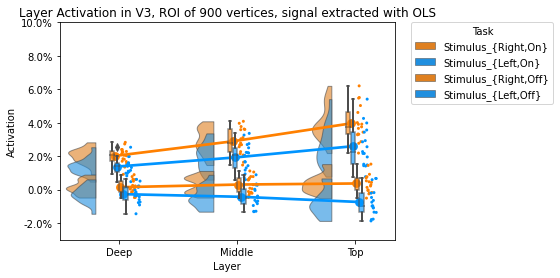 Layer Activation in V3, ROI of 900 vertices, signal extracted with OLS
10.0%
8.0%
6.0%
4.0%
2.0%
0.0%
-2.0%
Activation
Deep
Middle
Top
Layer
Task
Stimulus_{Right,On}
Stimulus_{Left,On}
Stimulus_{Right,Off}
Stimulus_{Left,Off}